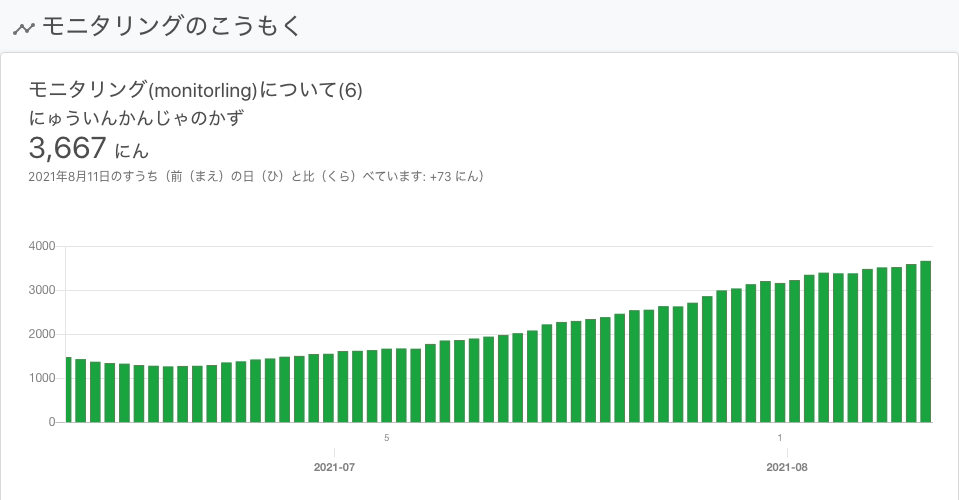 モニタリングのこうもく
モニタリング(monitorling)について(6)
にゅういんかんじゃのかず
3,667 にん
2021年8月11日のすうち（前（まえ）の日（ひ）と比（くら）べています: +73 にん）
4000
3000
2000
1000
0
5
1
2021-07
2021-08